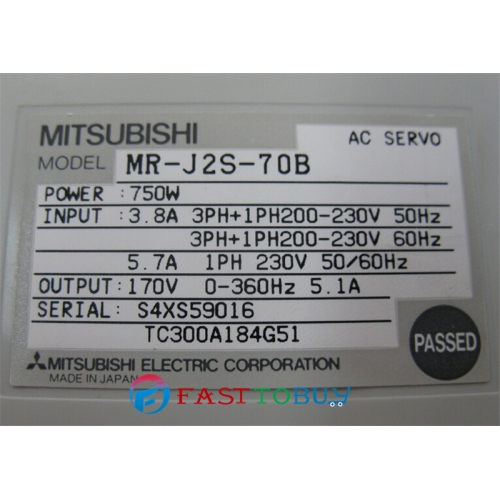 MITSUBISHI
AC SERVO
MODEL MR-J2S-70B
POWER : 750W
INPUT : 3.8A 3PH+1PH200-230V 50Hz
3PH+1PH200-230V 60Hz
5.7A 1PH 230V 50/60Hz
OUTPUT: 170V 0-360Hz 5.1A
SERIAL: S4XS59016
TC300A184G51
PASSED
MITSUBISHI ELECTRIC CORPORATION
MADE IN JAPAN
FASTTOBUY